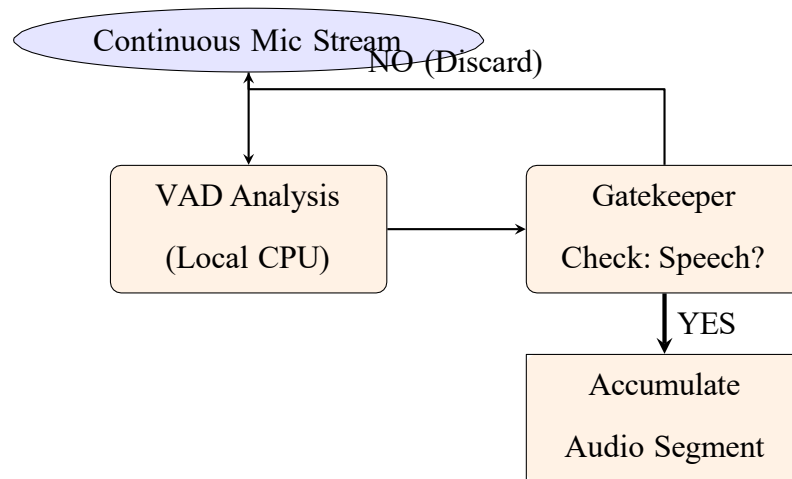 Continuous Mic Stream
NO (Discard)
VAD Analysis
(Local CPU)
Gatekeeper
Check: Speech?
YES
Accumulate
Audio Segment